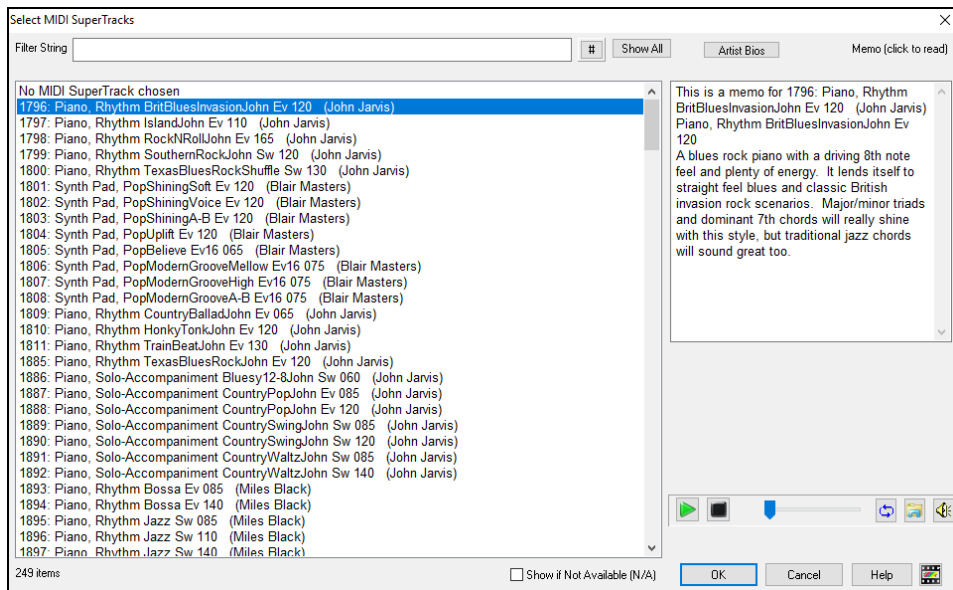 Select MIDI SuperTracks
Filter String
#
Show All
Artist Bios
Memo (click to read)
No MIDI SuperTrack chosen
1796: Piano, Rhythm BritBluesInvasionJohn Ev 120 (John Jarvis)
1797: Piano, Rhythm IslandJohn Ev 110 (John Jarvis)
1798: Piano, Rhythm RockNRollJohn Ev 165 (John Jarvis)
1799: Piano, Rhythm SouthernRockJohn Sw 120 (John Jarvis)
1800: Piano, Rhythm TexasBluesRockShuffle Sw 130 (John Jarvis)
1801: Synth Pad, PopShiningSoft Ev 120 (Blair Masters)
1802: Synth Pad, PopShiningVoice Ev 120 (Blair Masters)
1803: Synth Pad, PopShiningA-B Ev 120 (Blair Masters)
1804: Synth Pad, PopUplift Ev 120 (Blair Masters)
1805: Synth Pad, PopBelieve Ev16 065 (Blair Masters)
1806: Synth Pad, PopModernGrooveMellow Ev16 075 (Blair Masters)
1807: Synth Pad, PopModernGrooveHigh Ev16 075 (Blair Masters)
1808: Synth Pad, PopModernGrooveA-B Ev16 075 (Blair Masters)
1809: Piano, Rhythm CountryBalladJohn Ev 065 (John Jarvis)
1810: Piano, Rhythm HonkyTonkJohn Ev 120 (John Jarvis)
1811: Piano, Rhythm TrainBeatJohn Ev 130 (John Jarvis)
1885: Piano, Rhythm TexasBluesRockJohn Ev 120 (John Jarvis)
1886: Piano, Solo-Accompaniment Bluesy12-8John Sw 060 (John Jarvis)
1887: Piano, Solo-Accompaniment CountryPopJohn Ev 085 (John Jarvis)
1888: Piano, Solo-Accompaniment CountryPopJohn Ev 120 (John Jarvis)
1889: Piano, Solo-Accompaniment CountrySwingJohn Sw 085 (John Jarvis)
1890: Piano, Solo-Accompaniment CountrySwingJohn Sw 120 (John Jarvis)
1891: Piano, Solo-Accompaniment CountryWaltzJohn Sw 085 (John Jarvis)
1892: Piano, Solo-Accompaniment CountryWaltzJohn Sw 140 (John Jarvis)
1893: Piano, Rhythm Bossa Ev 085 (Miles Black)
1894: Piano, Rhythm Bossa Ev 140 (Miles Black)
1895: Piano, Rhythm Jazz Sw 085 (Miles Black)
1896: Piano, Rhythm Jazz Sw 110 (Miles Black)
1897: Piano, Rhythm Jazz Sw 140 (Miles Black)
This is a memo for 1796: Piano, Rhythm
BritBluesInvasionJohn Ev 120 (John Jarvis)
Piano, Rhythm BritBluesInvasionJohn Ev
120
A blues rock piano with a driving 8th note
feel and plenty of energy. It lends itself to
straight feel blues and classic British
invasion rock scenarios. Major/minor triads
and dominant 7th chords will really shine
with this style, but traditional jazz chords
will sound great too.
249 items
Show if Not Available (N/A)
OK
Cancel
Help